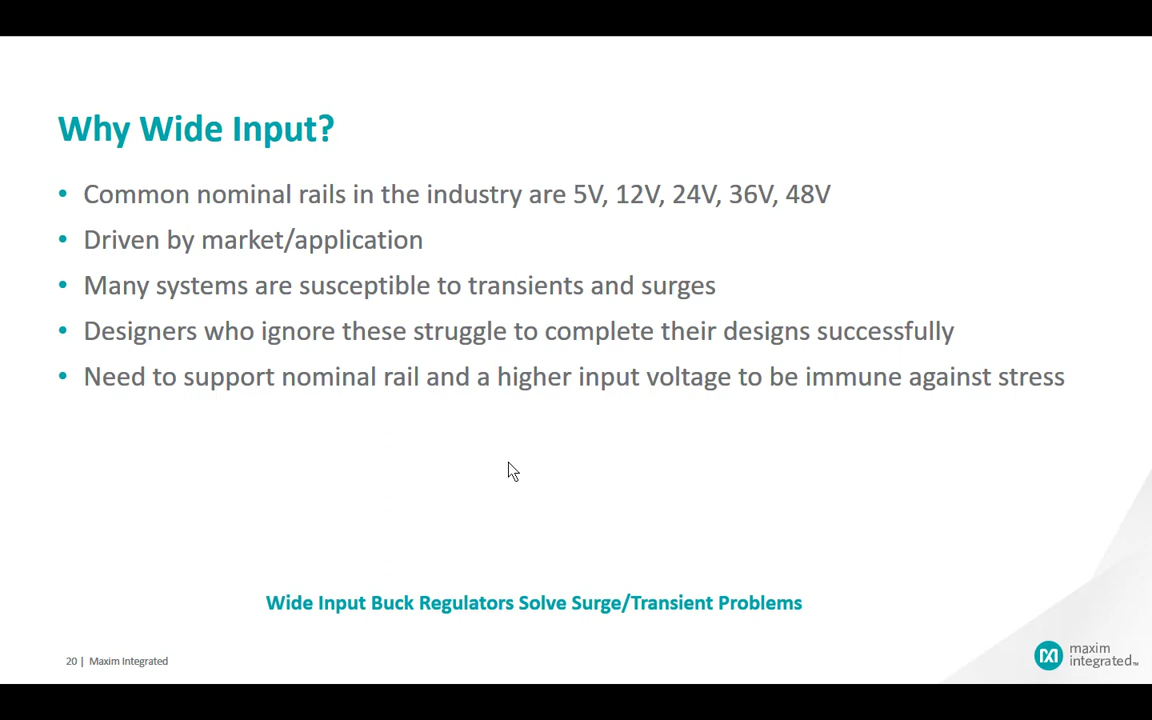 Why Wide Input?
• Common nominal rails in the industry are 5V, 12V, 24V, 36V, 48V
• Driven by market/application
• Many systems are susceptible to transients and surges
• Designers who ignore these struggle to complete their designs successfully
• Need to support nominal rail and a higher input voltage to be immune against stress
Wide Input Buck Regulators Solve Surge/Transient Problems
20 | Maxim Integrated
maxim
integrated™